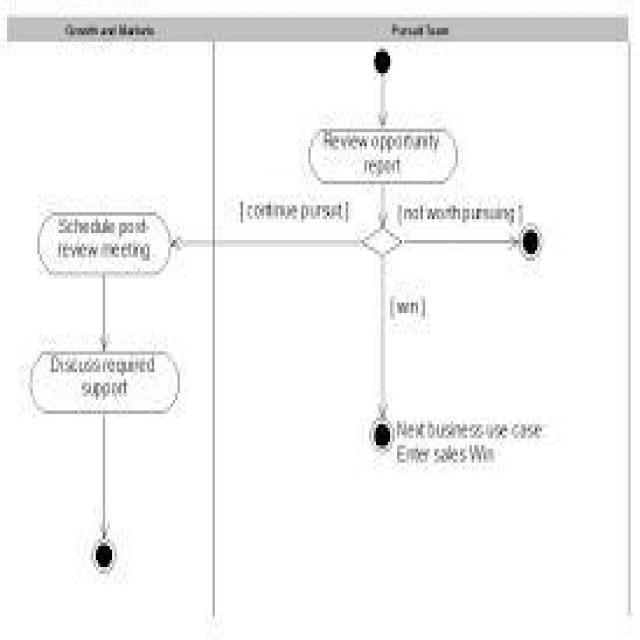 Growth and Markets
Pursuit Team
Review opportunity
report
[ continue pursuit ]
[not worth pursuing ]
Schedule post-
review meeting
[ win ]
Discuss required
support
Next business use case:
Enter sales Win